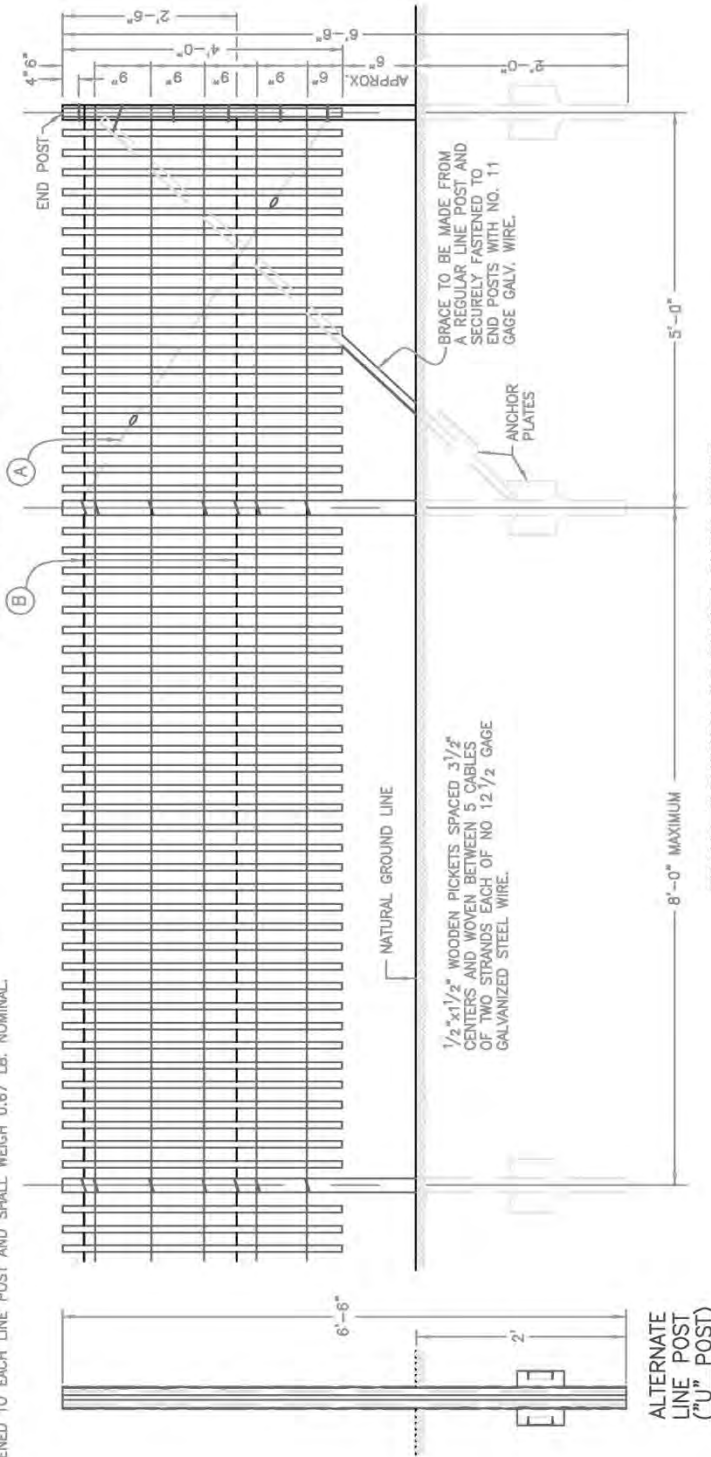 ENED TO EACH LINE POST AND SMALL WEIGH 0.67 LB. NOMINAL.
6'-6"
2'
ALTERNATE
LINE POST
("U" POST)
B
A
END POST
4"
6"
9"
9"
9"
9"
6"
6"
APPROX.
4'-0"
2'-6"
6'-6"
2'-0"
NATURAL GROUND LINE
1/2"x1 1/2" WOODEN PICKETS SPACED 3 1/2"
CENTERS AND WOVEN BETWEEN 5 CABLES
OF TWO STRANDS EACH OF NO 12 1/2 GAGE
GALVANIZED STEEL WIRE.
BRACE TO BE MADE FROM
A REGULAR LINE POST AND
SECURELY FASTENED TO
END POSTS WITH NO. 11
GAGE GALV. WIRE.
ANCHOR
PLATES
8'-0" MAXIMUM
5'-0"